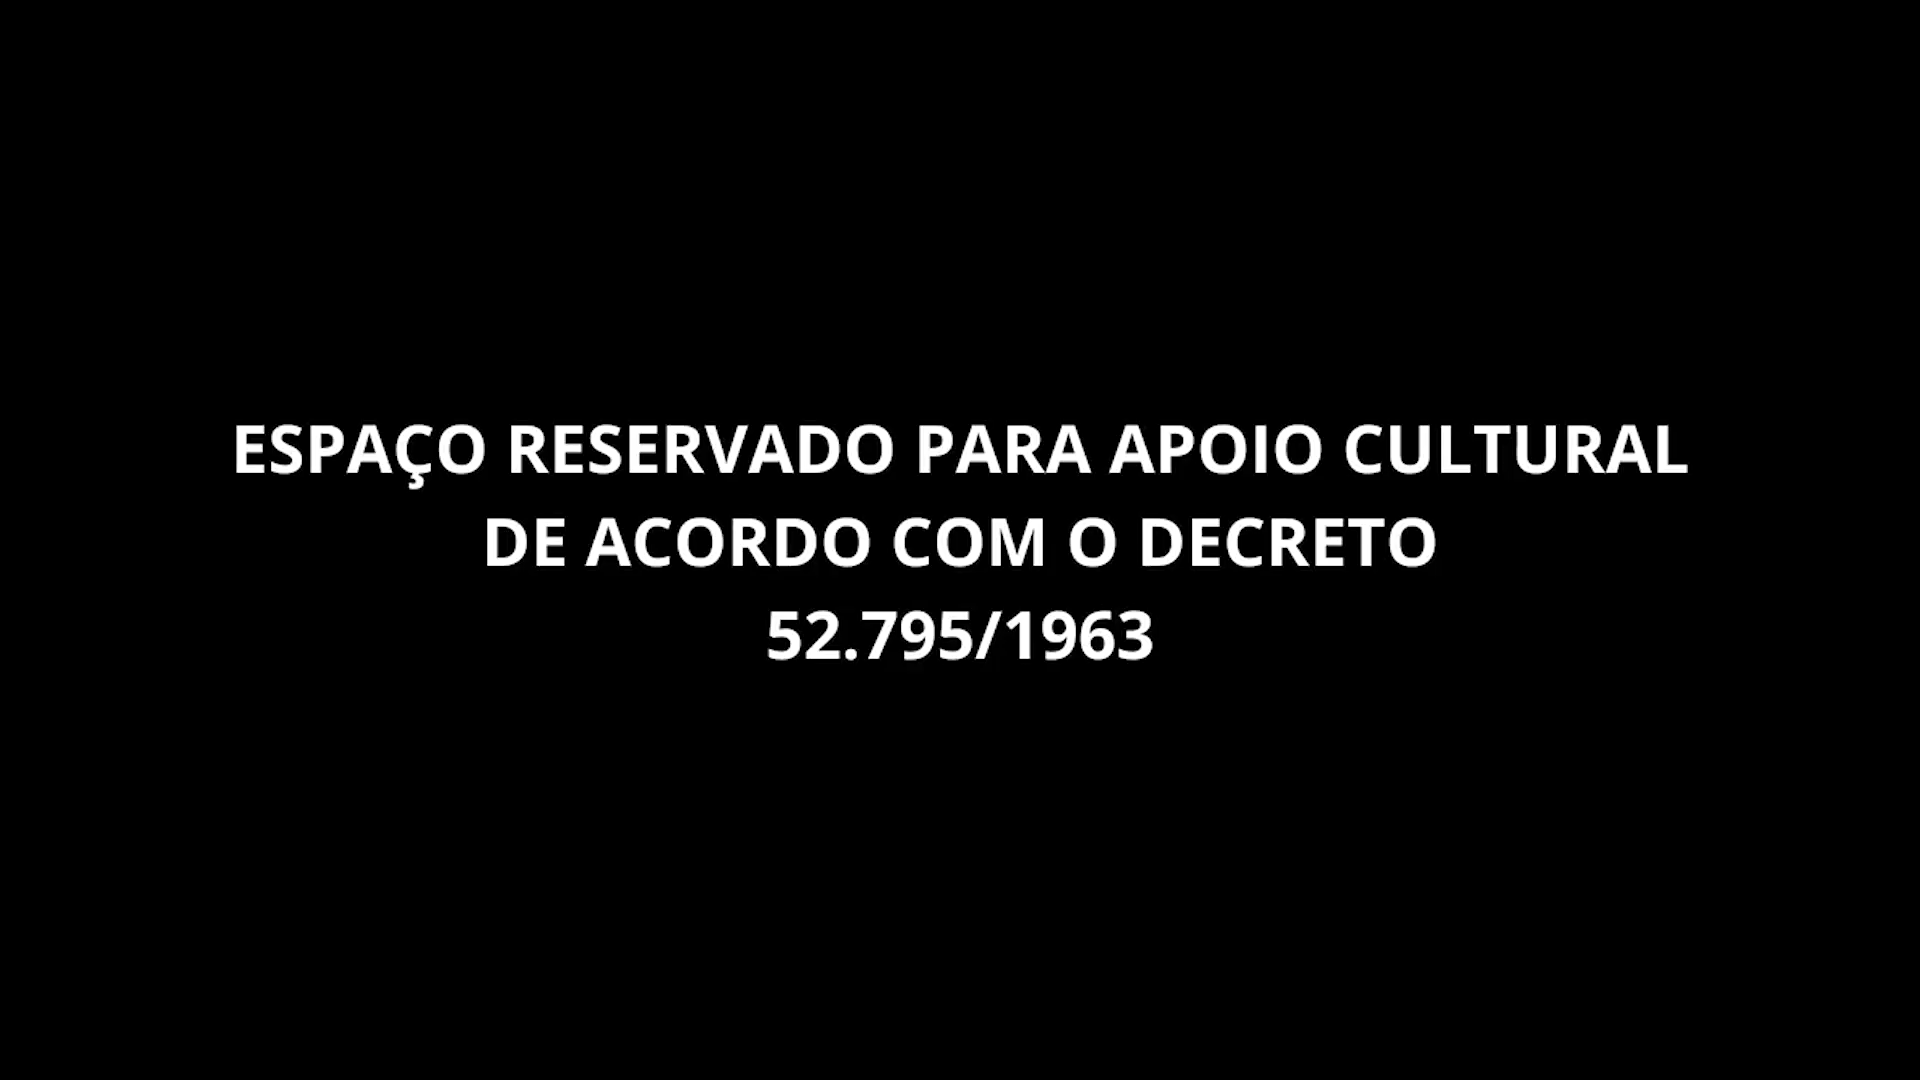 ESPAÇO RESERVADO PARA APOIO CULTURAL
DE ACORDO COM O DECRETO
52.795/1963